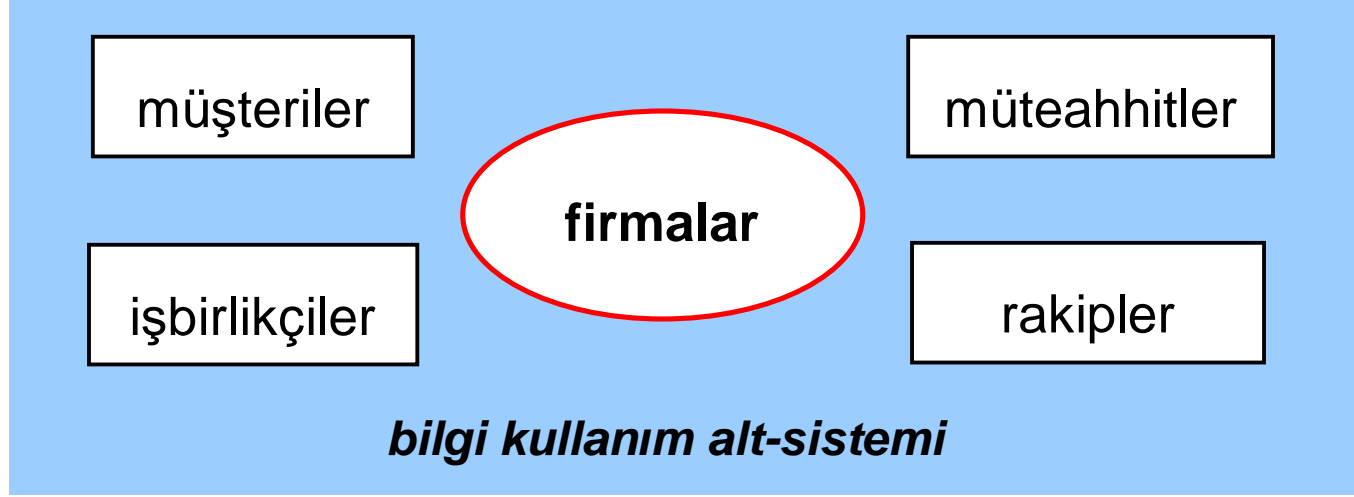 müşteriler
müteahhitler
firmalar
işbirlikçiler
rakipler
bilgi kullanım alt-sistemi